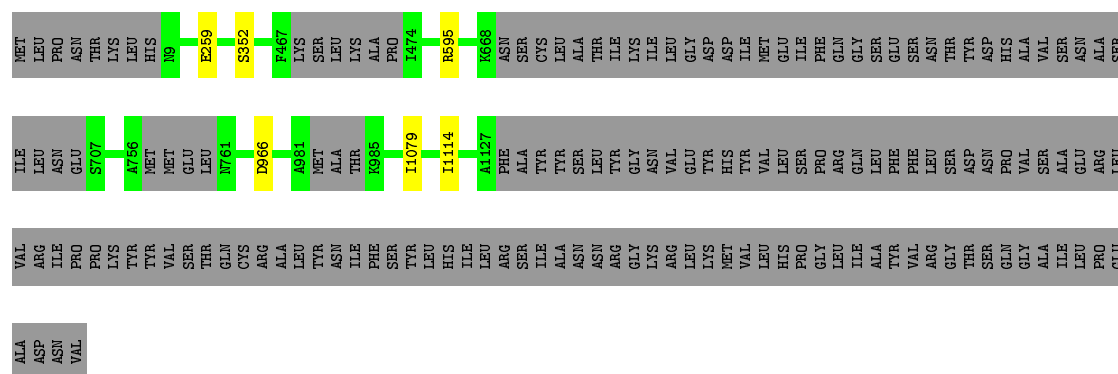 MET LEU PRO ASN THR LYS LEU HIS N9 E259 S352 F467 LYS SER LEU LYS ALA PRO I474 R595 K668 ASN SER CYS LEU ALA THR ILE LYS ILE LEU GLY ASP ASP ILE MET GLU ILE PHE GLN GLY SER GLU SER ASN THR TYR ASP HIS ALA VAL SER ASN ALA SER
ILE LEU ASN GLU S707 A756 MET MET GLU LEU N761 D966 A981 MET ALA THR K985 I1079 I1114 A1127 PHE ALA TYR TYR SER LEU TYR GLY ASN VAL GLU TYR HIS TYR VAL LEU SER PRO ARG GLN LEU PHE PHE LEU SER ASP ASN PRO VAL SER ALA GLU ARG LEU
VAL ARG ILE PRO PRO LYS TYR TYR VAL SER THR GLN CYS ARG ALA LEU TYR ASN ILE PHE SER TYR LEU HIS ILE ILE LEU ARG SER ILE ALA ASN ASN ARG GLY LYS ARG LEU LYS MET VAL LEU HIS PRO GLY LEU ILE ALA TYR VAL ARG GLY THR SER GLN GLY ALA ILE LEU PRO GLU
ALA ASP ASN VAL